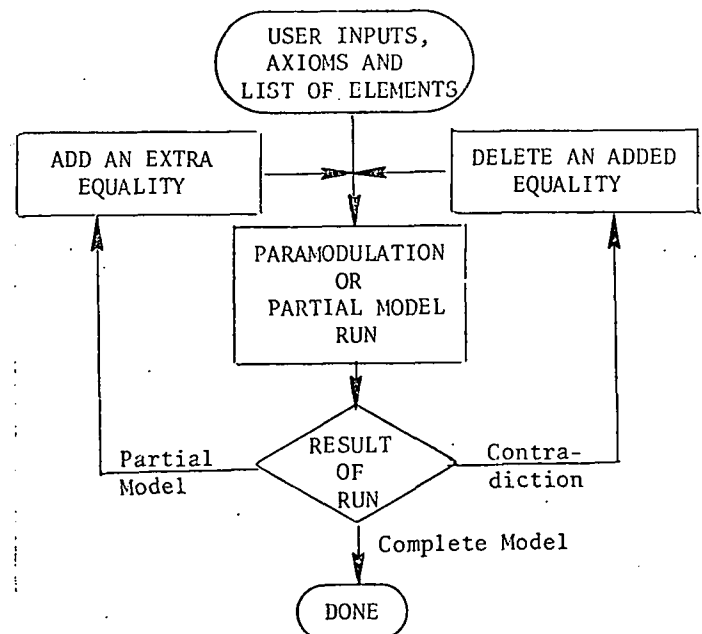 USER INPUTS,
AXIOMS AND
LIST OF ELEMENTS
ADD AN EXTRA
EQUALITY
DELETE AN ADDED
EQUALITY
PARAMODULATION
OR
PARTIAL MODEL
RUN
RESULT
OF
RUN
Partial
Model
Contra-
diction
Complete Model
DONE